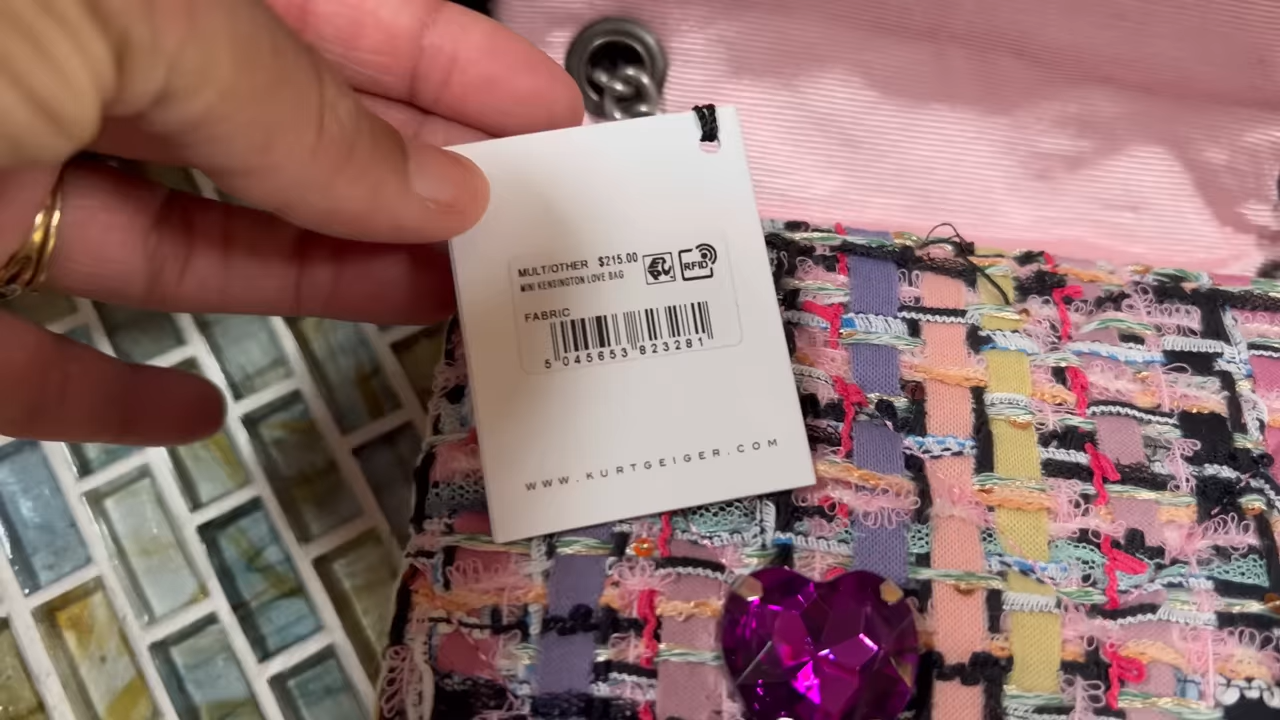 MULT/OTHER $215.00
MINI KENSINGTON LOVE BAG
RFID
FABRIC
5 045653 823281
WWW.KURTGEIGER.COM